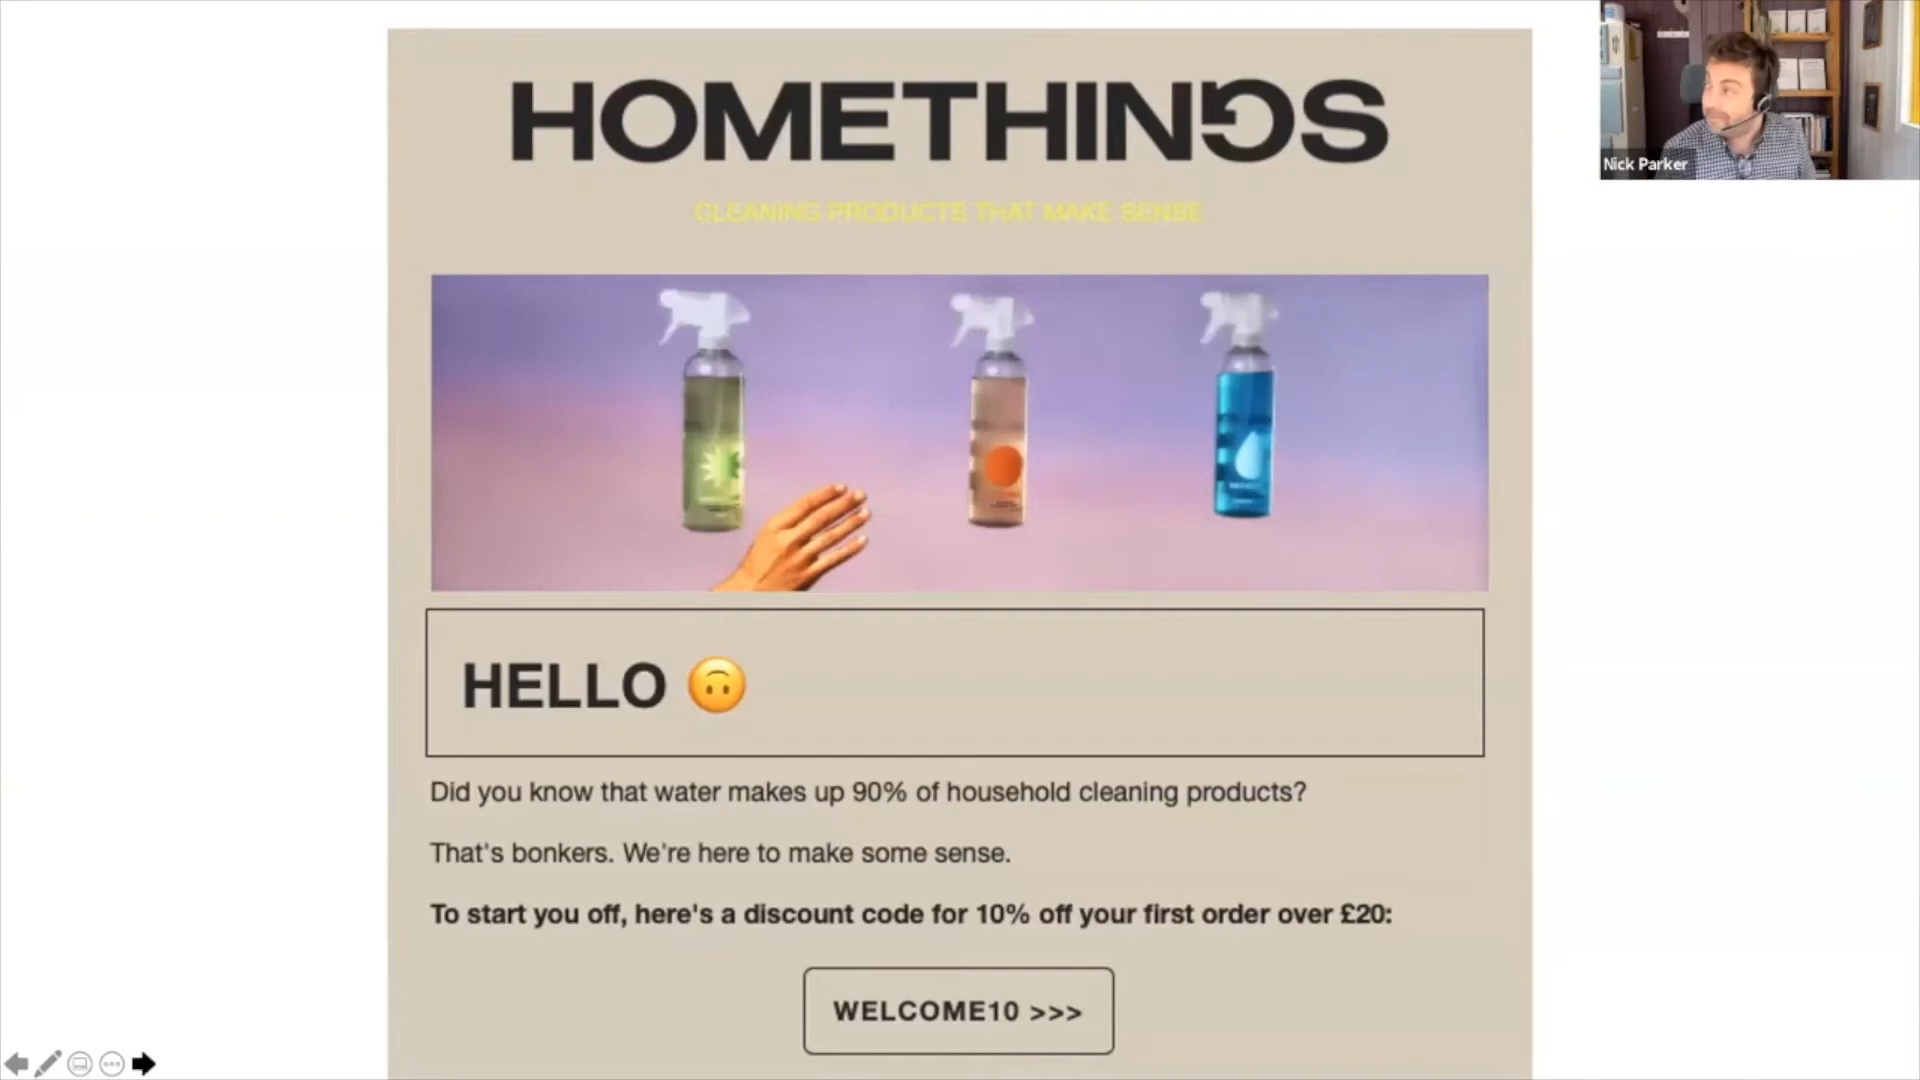 HOMETHINGS
CLEANING PRODUCTS THAT MAKE SENSE
Nick Parker
HELLO 🙃
Did you know that water makes up 90% of household cleaning products?
That's bonkers. We're here to make some sense.
To start you off, here's a discount code for 10% off your first order over £20:
WELCOME10 >>>